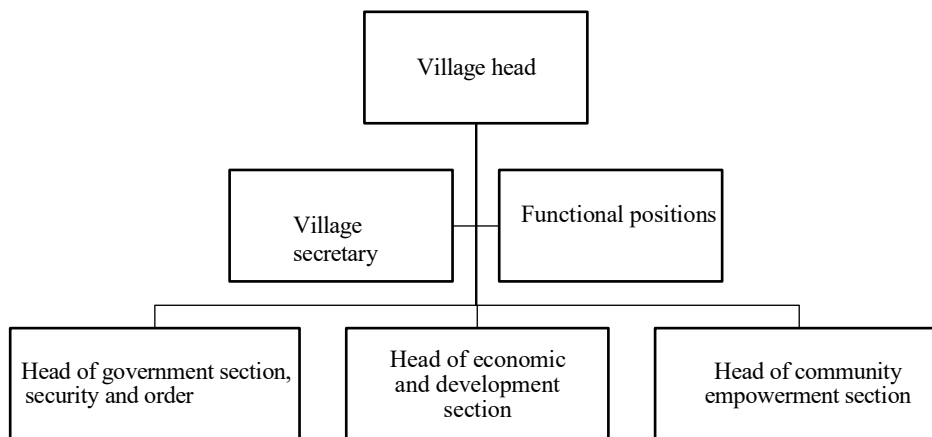 Village head
Village
secretary
Functional positions
Head of government section,
security and order
Head of economic
and development
section
Head of community
empowerment section